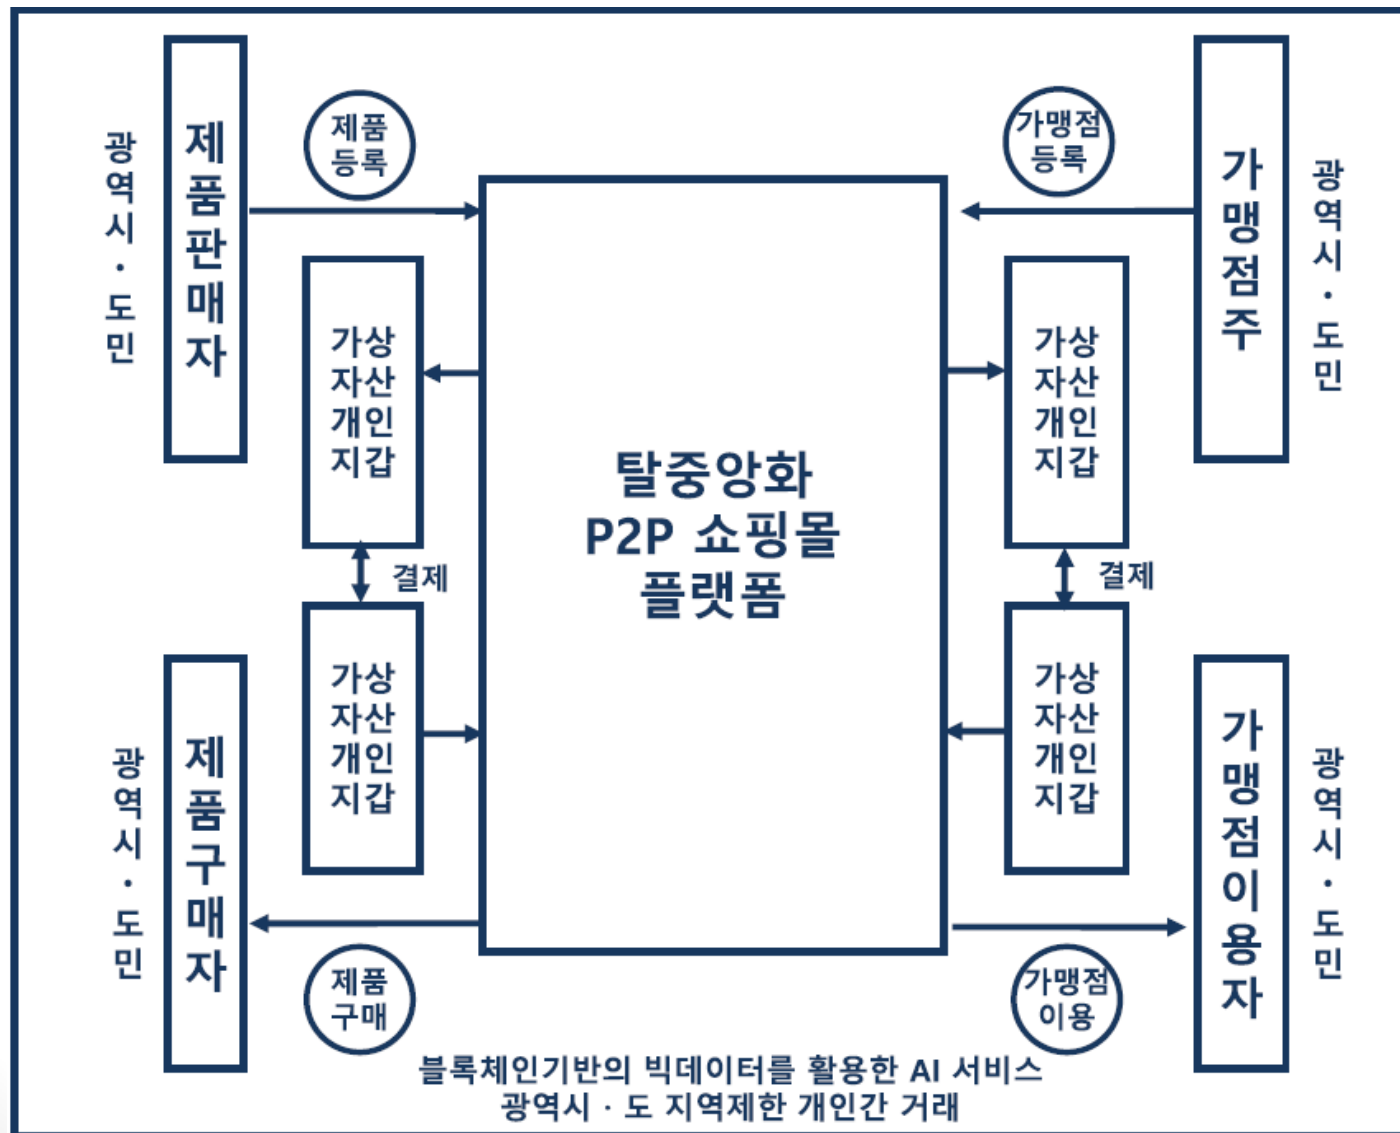 광역시·도민
제품판매자
제품
등록
가상
자산
개인
지갑
결제
가상
자산
개인
지갑
광역시·도민
제품구매자
제품
구매
탈중앙화
P2P 쇼핑몰
플랫폼
가맹점
등록
가맹점주
광역시·도민
가상
자산
개인
지갑
결제
가상
자산
개인
지갑
가맹점이용자
광역시·도민
가맹점
이용
블록체인기반의 빅데이터를 활용한 AI 서비스
광역시 · 도 지역제한 개인간 거래